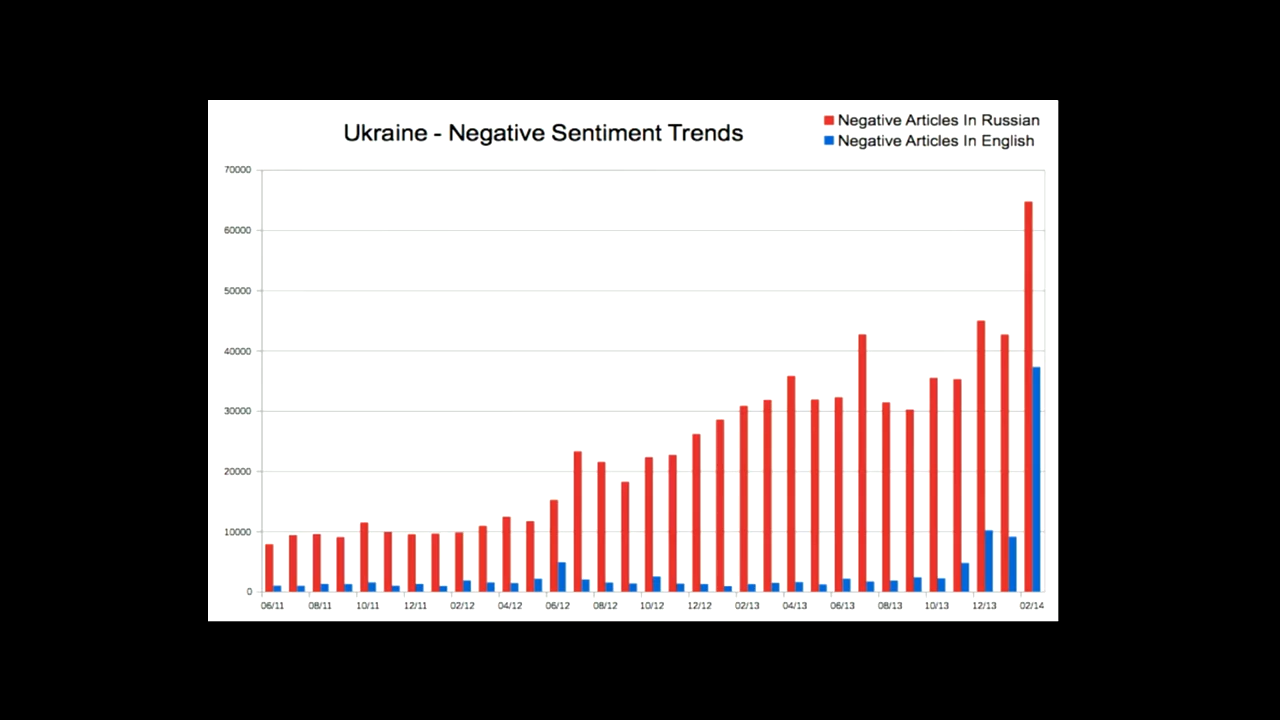 Ukraine - Negative Sentiment Trends
Negative Articles In Russian
Negative Articles In English
70000
60000
50000
40000
30000
20000
10000
0
06/11 08/11 10/11 12/11 02/12 04/12 06/12 08/12 10/12 12/12 02/13 04/13 06/13 08/13 10/13 12/13 02/14